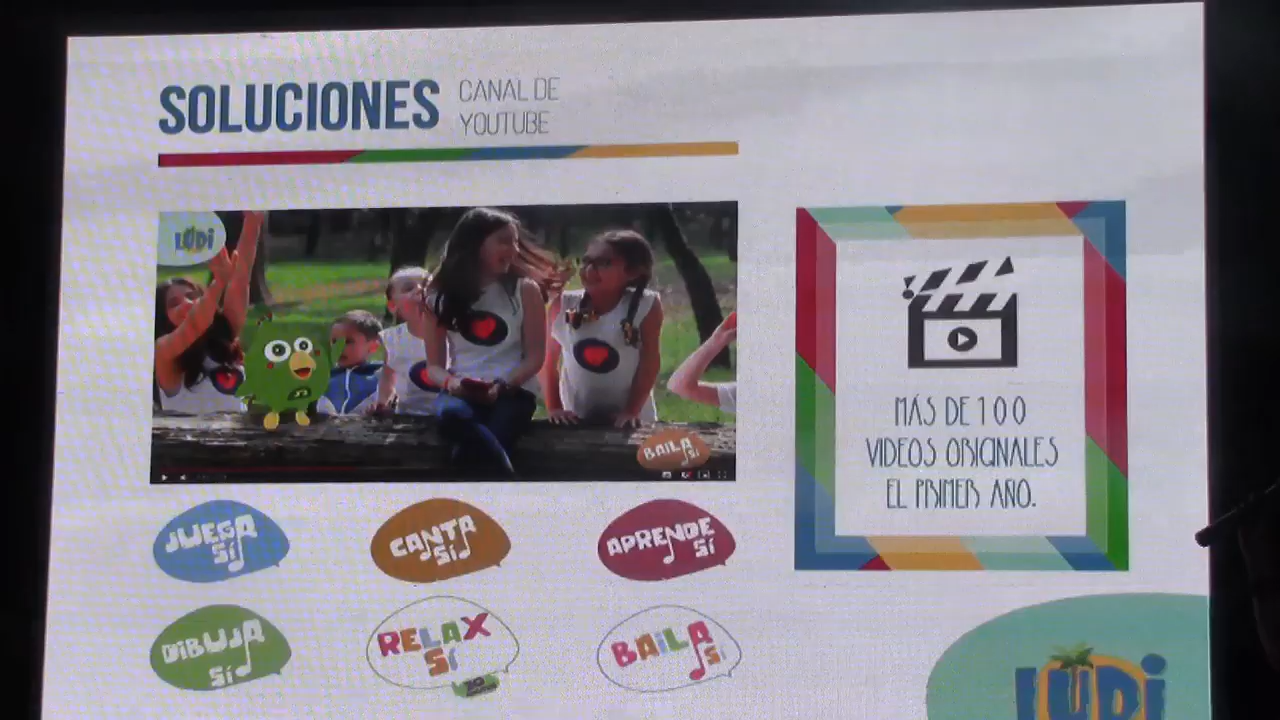 SOLUCIONES
CANAL DE
YOUTUBE
LUDi
BAILA
Sí
MÁS DE 100
VIDEOS ORIGINALES
EL PRIMER AÑO.
JUEGA
Sí
CANTA
Sí
APRENDE
SÍ
DIBUJA
SÍ
RELAX
Sí
BAILA
Sí
LUDi